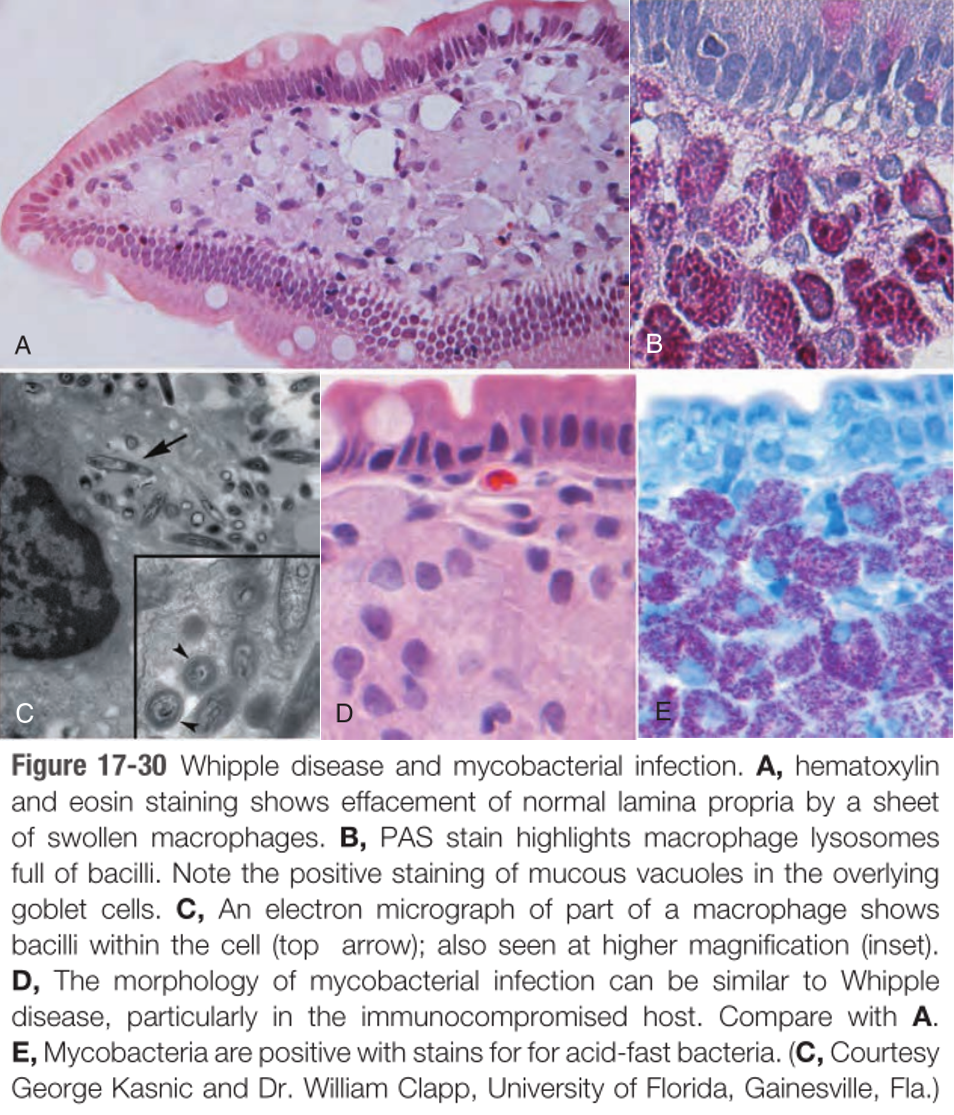 A
B
C
D
E
Figure 17-30 Whipple disease and mycobacterial infection. A, hematoxylin
and eosin staining shows effacement of normal lamina propria by a sheet
of swollen macrophages. B, PAS stain highlights macrophage lysosomes
full of bacilli. Note the positive staining of mucous vacuoles in the overlying
goblet cells. C, An electron micrograph of part of a macrophage shows
bacilli within the cell (top arrow); also seen at higher magnification (inset).
D, The morphology of mycobacterial infection can be similar to Whipple
disease, particularly in the immunocompromised host. Compare with A.
E, Mycobacteria are positive with stains for for acid-fast bacteria. (C, Courtesy
George Kasnic and Dr. William Clapp, University of Florida, Gainesville, Fla.)